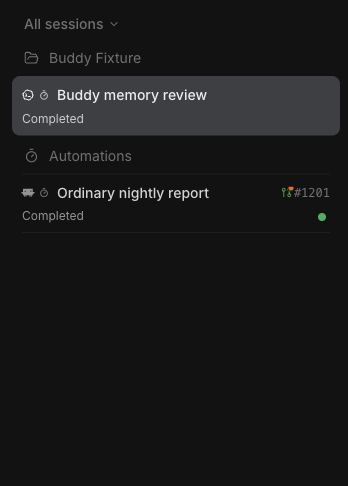 All sessions
Buddy Fixture
Buddy memory review
Completed
Automations
Ordinary nightly report #1201
Completed